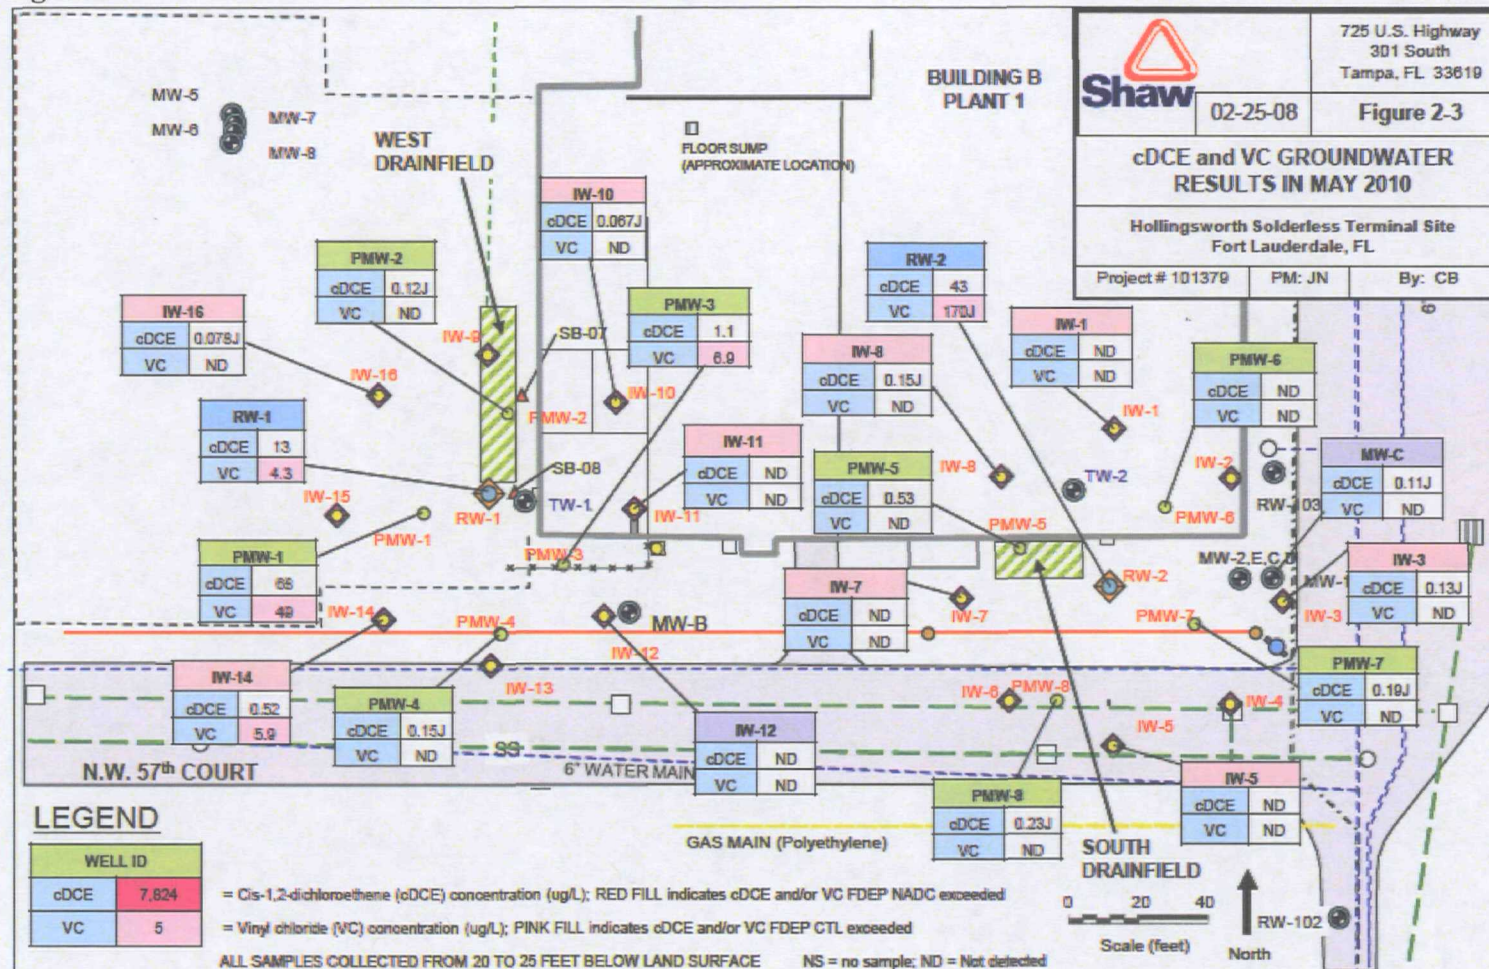 Shaw
725 U.S. Highway
301 South
Tampa, FL 33619
02-25-08
Figure 2-3
cDCE and VC GROUNDWATER
RESULTS IN MAY 2010
Hollingsworth Solderless Terminal Site
Fort Lauderdale, FL
Project # 101379
PM: JN
By: CB
BUILDING B
PLANT 1
MW-5
MW-6
MW-7
MW-8
WEST
DRAINFIELD
FLOOR SUMP
(APPROXIMATE LOCATION)
IW-10
cDCE 0.067J
VC ND
PMW-2
cDCE 0.12J
VC ND
RW-2
cDCE 43
VC 170J
IW-16
cDCE 0.078J
VC ND
PMW-3
cDCE 1.1
VC 6.9
IW-1
cDCE ND
VC ND
IW-8
cDCE 0.15J
VC ND
PMW-6
cDCE ND
VC ND
IW-9
SB-07
IW-16
IW-10
PMW-2
RW-1
cDCE 13
VC 4.3
IW-11
cDCE ND
VC ND
IW-1
PMW-5
cDCE 0.53
VC ND
IW-8
TW-2
IW-2
MW-C
cDCE 0.11J
VC ND
SB-08
IW-15
RW-1
TW-1
IW-11
PMW-1
PMW-5
PMW-6
RW-
03
PMW-1
cDCE 68
VC 49
PMW-3
IW-7
cDCE ND
VC ND
RW-2
MW-2,E,C,
MW-1
IW-3
cDCE 0.13J
VC ND
IW-14
PMW-4
MW-B
IW-7
PMW-7
IW-3
IW-12
IW-14
cDCE 0.52
VC 5.9
PMW-4
cDCE 0.15J
VC ND
IW-13
IW-6
PMW-8
IW-4
PMW-7
cDCE 0.19J
VC ND
IW-12
cDCE ND
VC ND
IW-5
SS
6" WATER MAIN
N.W. 57th COURT
PMW-8
cDCE 0.23J
VC ND
IW-5
cDCE ND
VC ND
GAS MAIN (Polyethylene)
SOUTH
DRAINFIELD
LEGEND
WELL ID
cDCE 7,824 = Cis-1,2-dichloroethene (cDCE) concentration (ug/L); RED FILL indicates cDCE and/or VC FDEP NADC exceeded
VC 5 = Vinyl chloride (VC) concentration (ug/L); PINK FILL indicates cDCE and/or VC FDEP CTL exceeded
ALL SAMPLES COLLECTED FROM 20 TO 25 FEET BELOW LAND SURFACE NS = no sample; ND = Not detected
0 20 40
Scale (feet)
North
RW-102